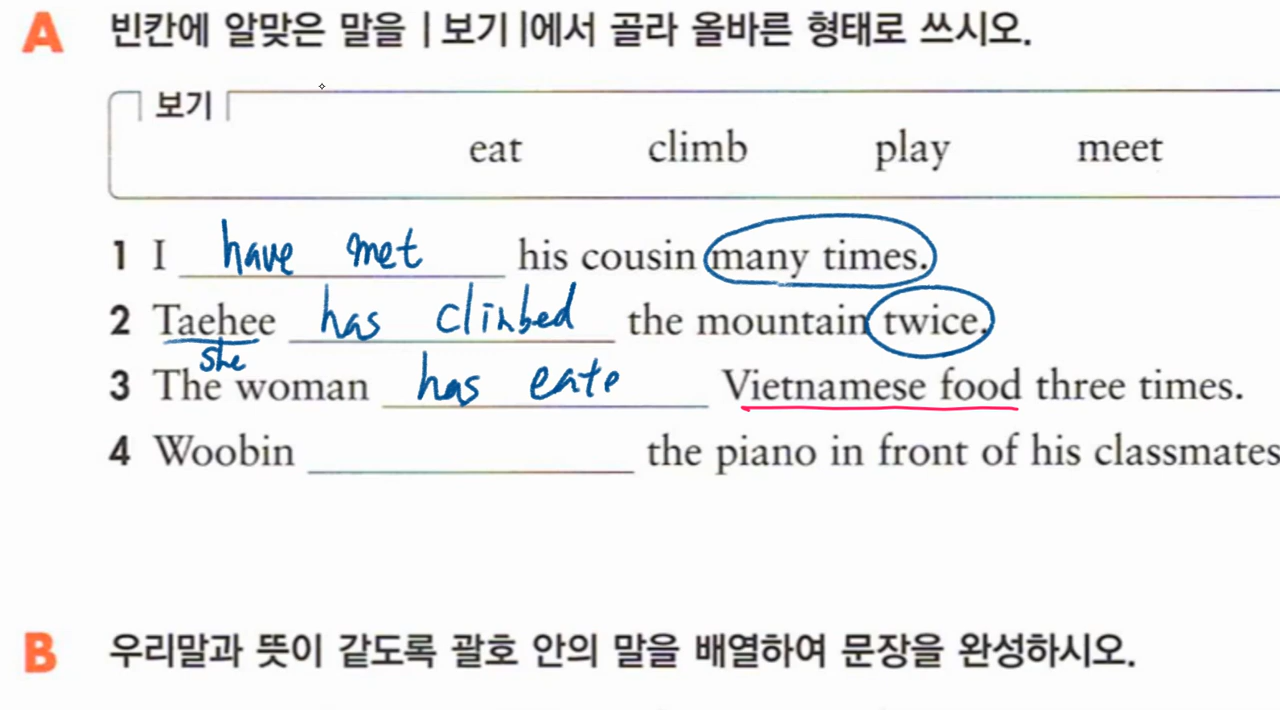 A 빈칸에 알맞은 말을 | 보기 |에서 골라 올바른 형태로 쓰시오.
보기
eat climb play meet
1 I have met his cousin many times.
2 Taehee has climbed the mountain twice.
she
3 The woman has eate Vietnamese food three times.
4 Woobin the piano in front of his classmates
B 우리말과 뜻이 같도록 괄호 안의 말을 배열하여 문장을 완성하시오.